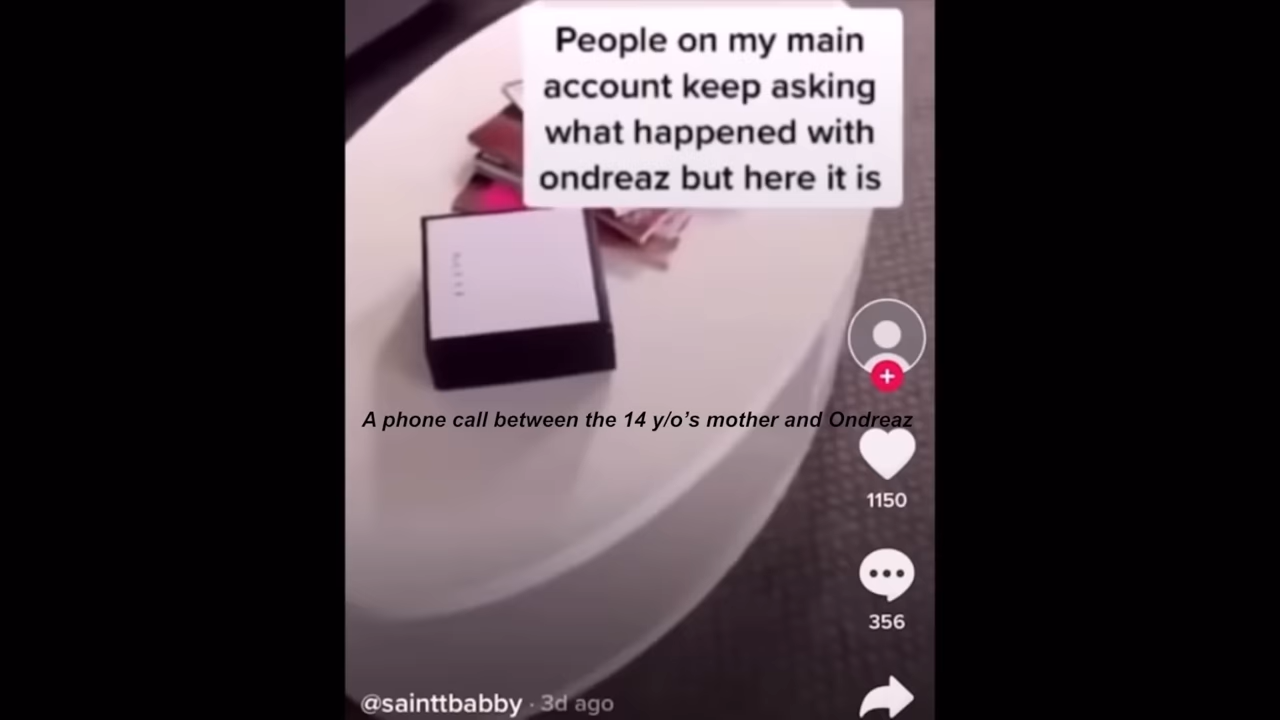 People on my main
account keep asking
what happened with
ondreaz but here it is
A phone call between the 14 y/o's mother and Ondreaz
1150
356
@sainttbabby · 3d ago